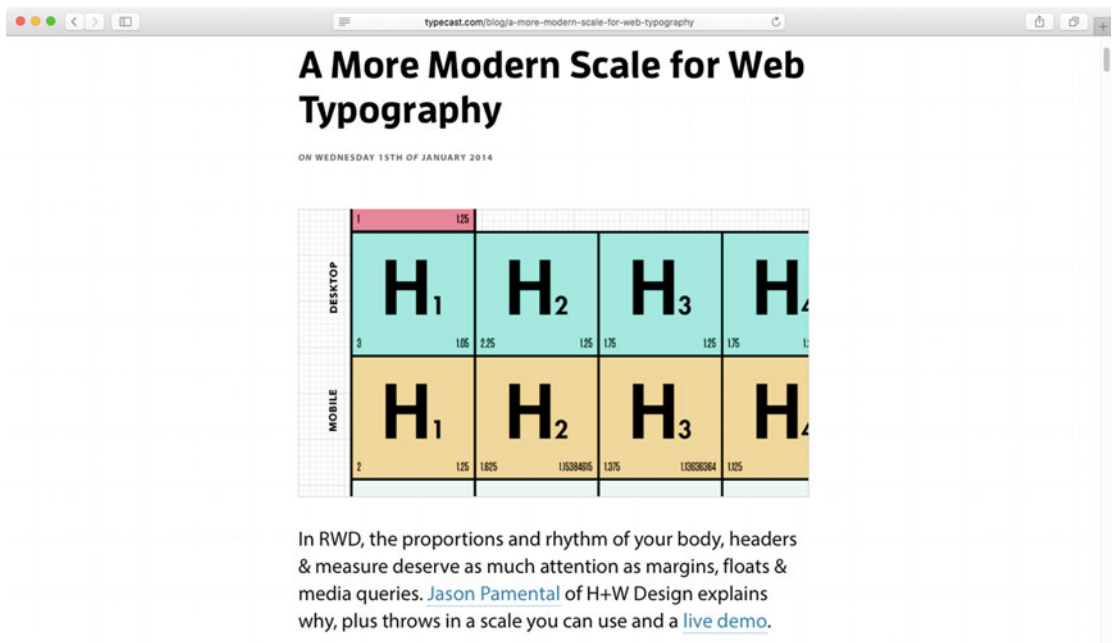 typecast.com/blog/a-more-modern-scale-for-web-typography
A More Modern Scale for Web
Typography
ON WEDNESDAY 15TH OF JANUARY 2014
1 1.25
DESKTOP
H1 H2 H3 H4
3 1.05 2.25 1.25 1.75 1.25 1.75
MOBILE
H1 H2 H3 H4
2 1.25 1.625 1.15384615 1.375 1.13636364 1.125
In RWD, the proportions and rhythm of your body, headers
& measure deserve as much attention as margins, floats &
media queries. Jason Pamental of H+W Design explains
why, plus throws in a scale you can use and a live demo.